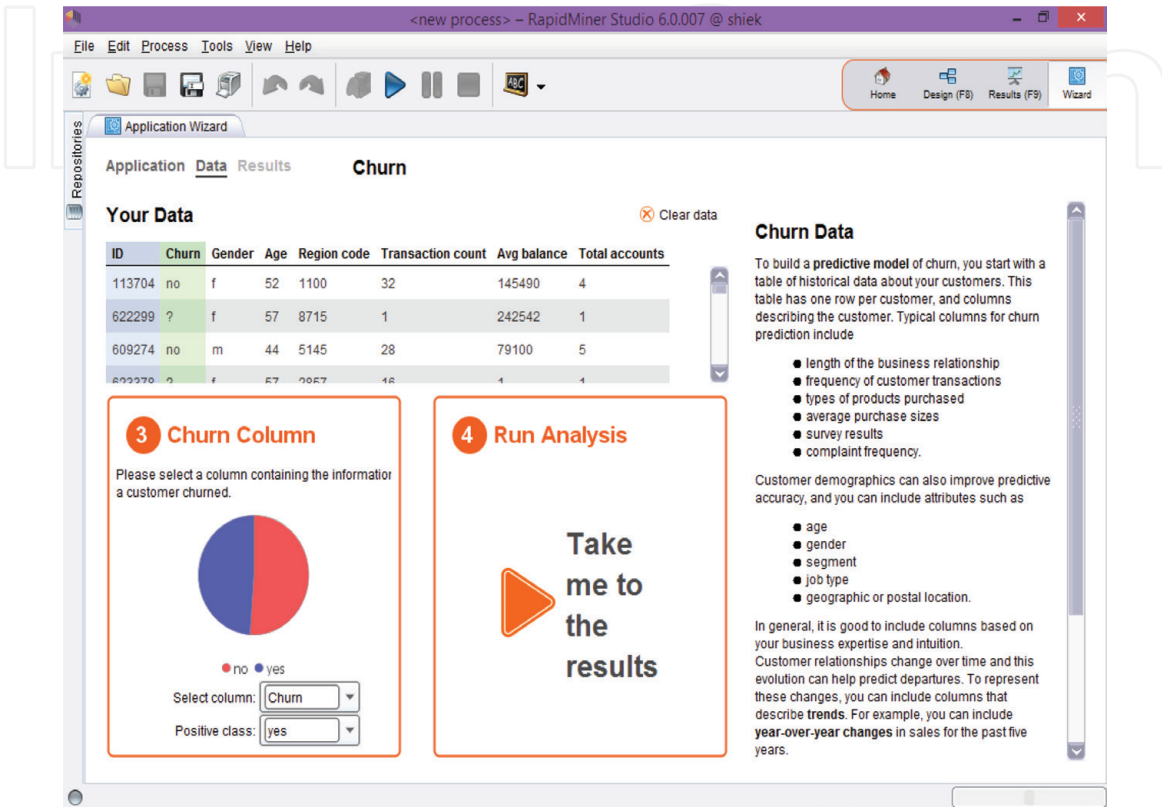 <new process> – RapidMiner Studio 6.0.007 @ shiek
File Edit Process Tools View Help
ABC
Home Design (F8) Results (F9) Wizard
Repositories
Application Wizard
Application Data Results Churn
Your Data
Clear data
ID Churn Gender Age Region code Transaction count Avg balance Total accounts
113704 no f 52 1100 32 145490 4
622299 ? f 57 8715 1 242542 1
609274 no m 44 5145 28 79100 5
623378 ? f 57 2857 16 1 1
3 Churn Column
Please select a column containing the information
a customer churned.
no yes
Select column: Churn
Positive class: yes
4 Run Analysis
Take
me to
the
results
Churn Data
To build a predictive model of churn, you start with a
table of historical data about your customers. This
table has one row per customer, and columns
describing the customer. Typical columns for churn
prediction include
length of the business relationship
frequency of customer transactions
types of products purchased
average purchase sizes
survey results
complaint frequency.
Customer demographics can also improve predictive
accuracy, and you can include attributes such as
age
gender
segment
job type
geographic or postal location.
In general, it is good to include columns based on
your business expertise and intuition.
Customer relationships change over time and this
evolution can help predict departures. To represent
these changes, you can include columns that
describe trends. For example, you can include
year-over-year changes in sales for the past five
years.